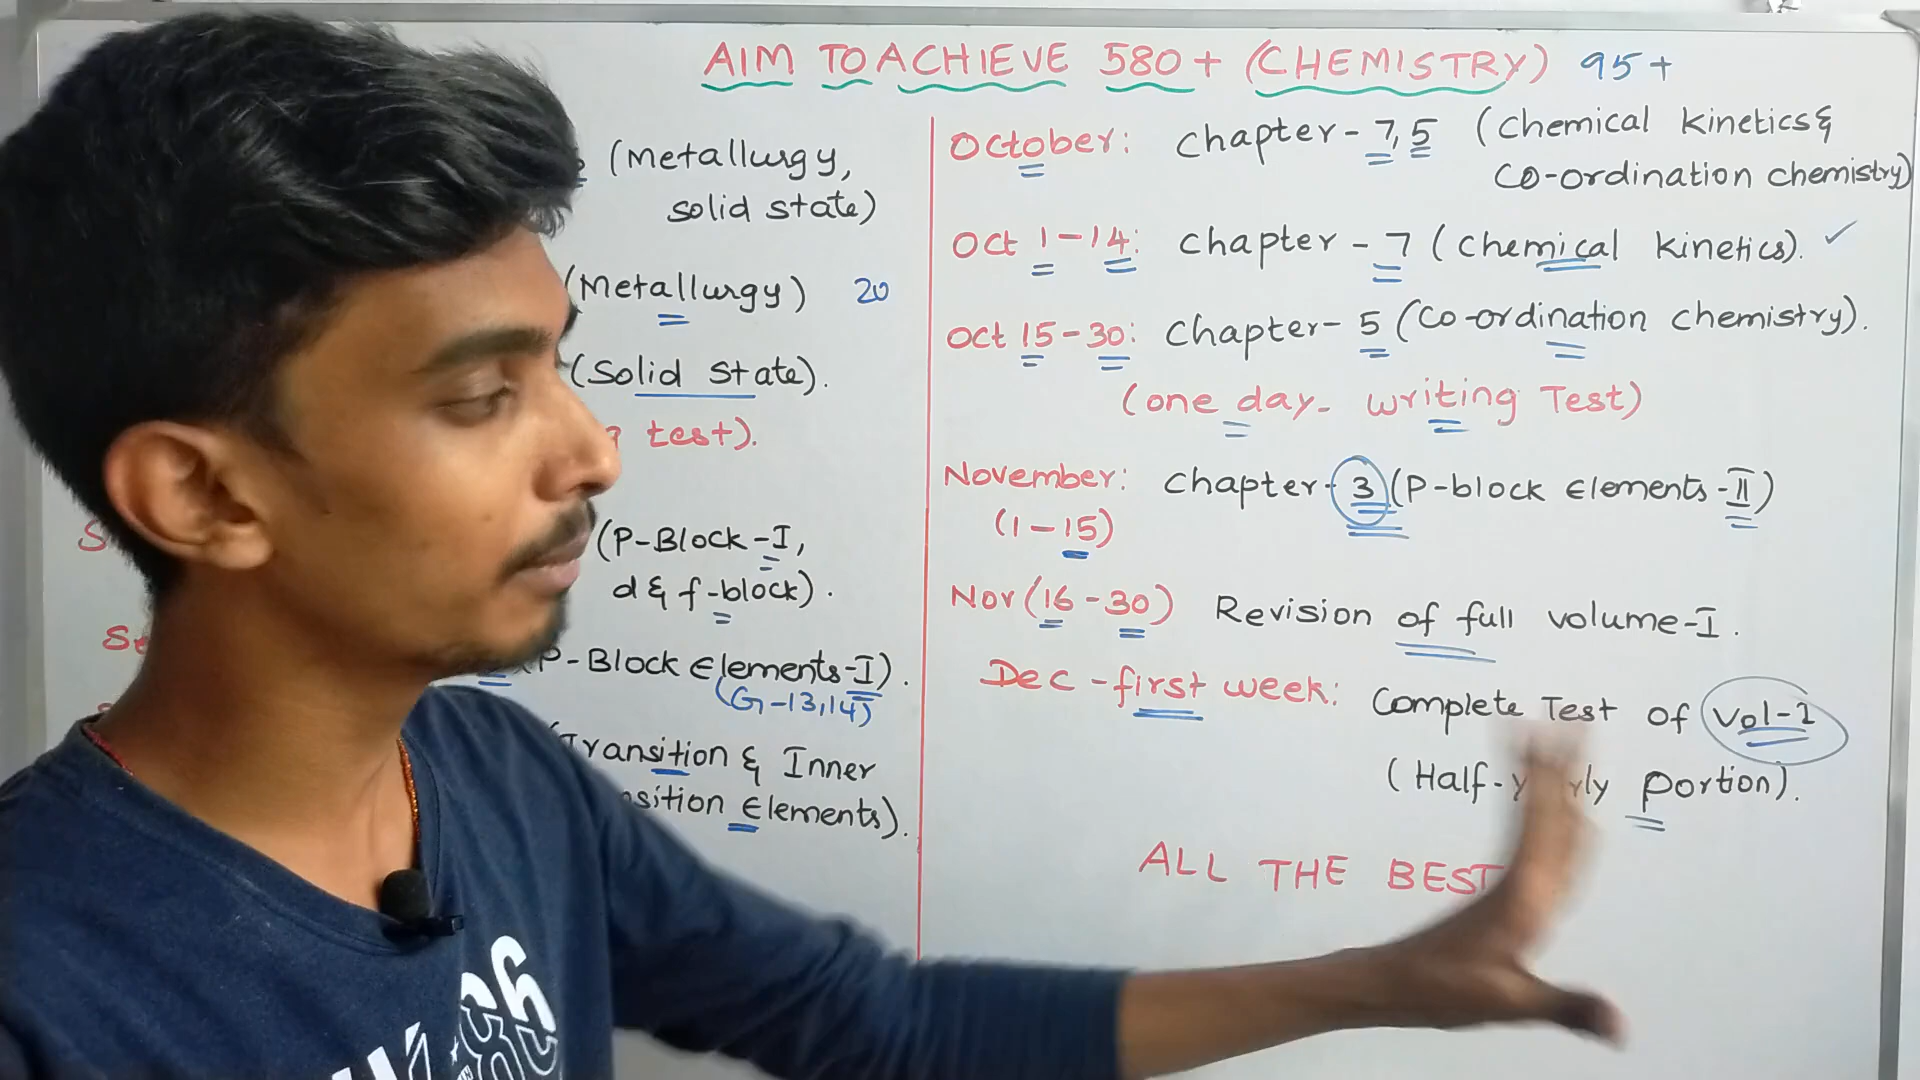 AIM TO ACHIEVE 580+ (CHEMISTRY) 95+
(Metallurgy,
solid state)
(Metallurgy) 20
(Solid State).
test).
(P-Block-I,
d & f-block).
P-Block Elements-I).
(G-13,14)
Transition & Inner
sition Elements).
October: chapter-7,5 (Chemical kinetics &
Co-ordination chemistry)
Oct 1-14: chapter-7 (Chemical kinetics). ✓
Oct 15-30: chapter-5 (Co-ordination chemistry).
(one day- writing Test)
November: chapter-3 (P-block Elements-II)
(1-15)
Nov (16-30) Revision of full volume-I.
Dec-first week: Complete Test of Vol-1
(Half-yearly portion).
ALL THE BEST